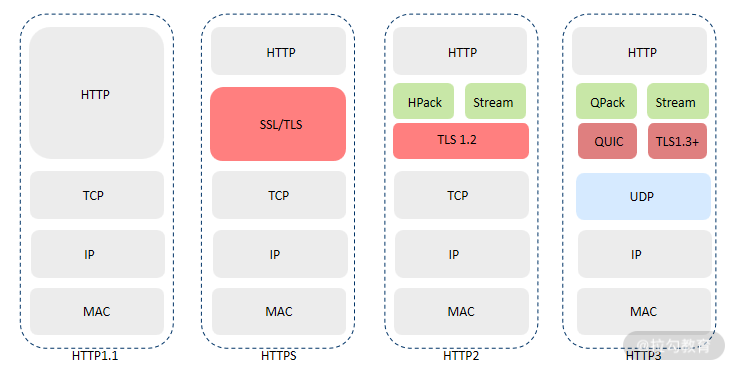 HTTP
TCP
IP
MAC
HTTP1.1
HTTP
SSL/TLS
TCP
IP
MAC
HTTPS
HTTP
HPack Stream
TLS 1.2
TCP
IP
MAC
HTTP2
HTTP
QPack Stream
QUIC TLS1.3+
UDP
IP
MAC
HTTP3
@拉勾教育